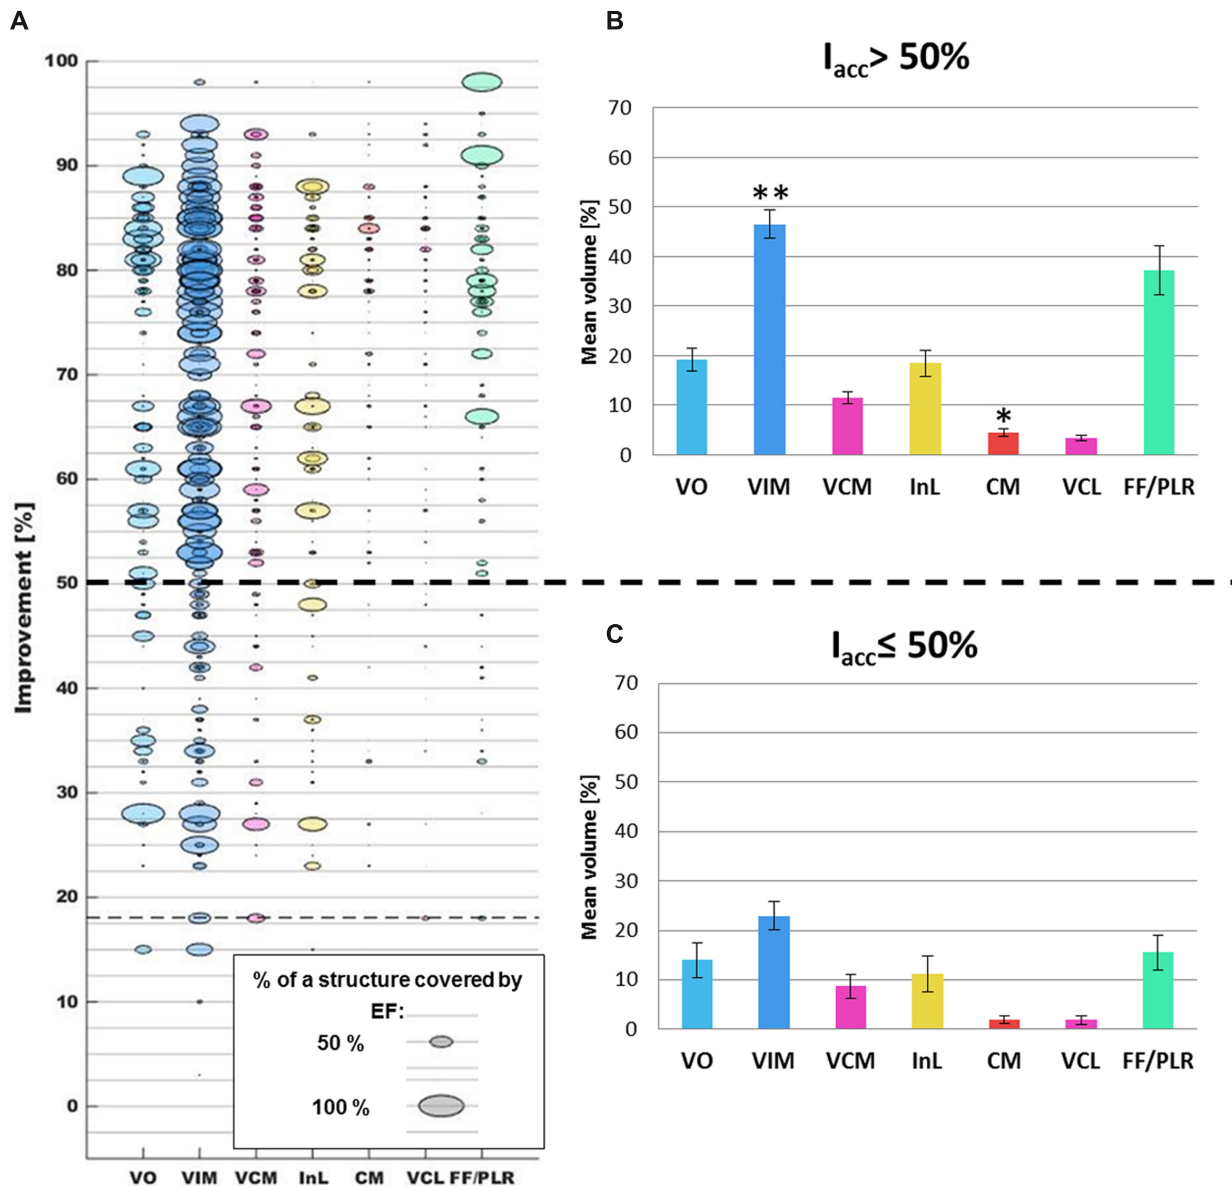 A
Improvement [%]
100
90
80
70
60
50
40
30
20
10
0
VO VIM VCM InL CM VCL FF/PLR
% of a structure covered by
EF:
50 %
100 %
B
Iacc> 50%
Mean volume [%]
70
60
50
40
30
20
10
0
**
*
VO VIM VCM InL CM VCL FF/PLR
C
Iacc≤ 50%
Mean volume [%]
70
60
50
40
30
20
10
0
VO VIM VCM InL CM VCL FF/PLR